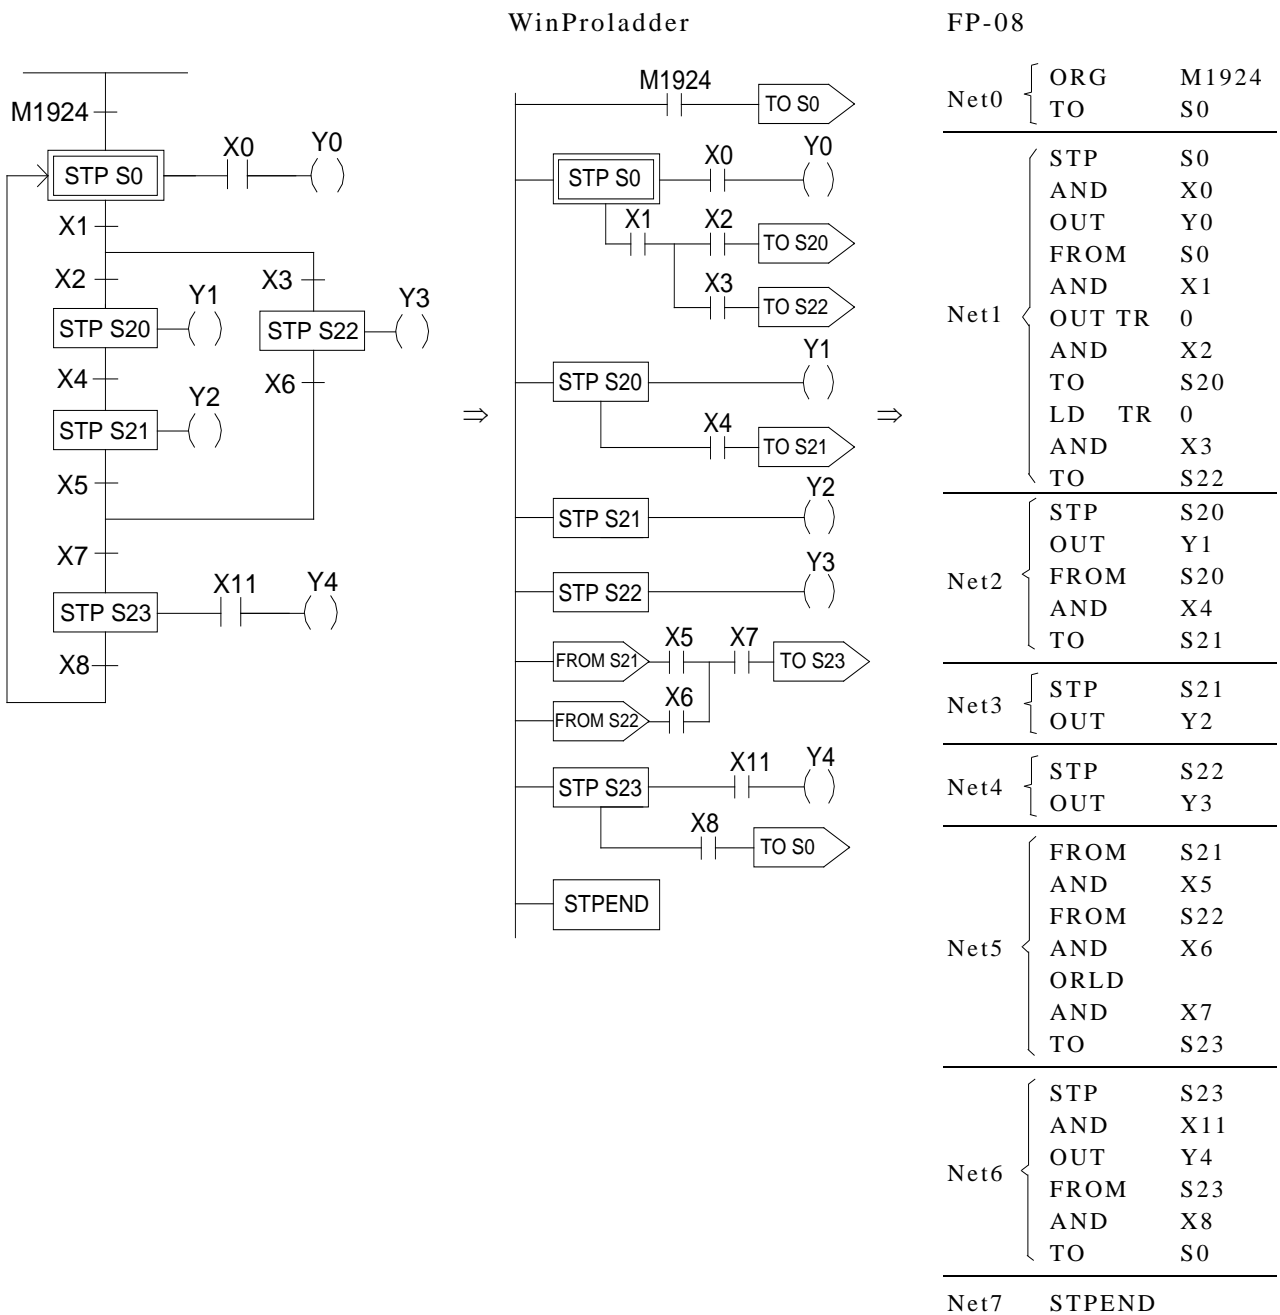 WinProladder
FP-08
M1924
STP S0
X0
Y0
X1
X2
X3
STP S20
Y1
STP S22
Y3
X4
X6
STP S21
Y2
X5
X7
STP S23
X11
Y4
X8
⇒
M1924
TO S0
STP S0
X0
Y0
X1
X2
TO S20
X3
TO S22
STP S20
Y1
X4
TO S21
STP S21
Y2
STP S22
Y3
FROM S21
X5
X7
TO S23
FROM S22
X6
STP S23
X11
Y4
X8
TO S0
STPEND
⇒
Net0
ORG M1924
TO S0
Net1
STP S0
AND X0
OUT Y0
FROM S0
AND X1
OUT TR 0
AND X2
TO S20
LD TR 0
AND X3
TO S22
Net2
STP S20
OUT Y1
FROM S20
AND X4
TO S21
Net3
STP S21
OUT Y2
Net4
STP S22
OUT Y3
Net5
FROM S21
AND X5
FROM S22
AND X6
ORLD
AND X7
TO S23
Net6
STP S23
AND X11
OUT Y4
FROM S23
AND X8
TO S0
Net7 STPEND